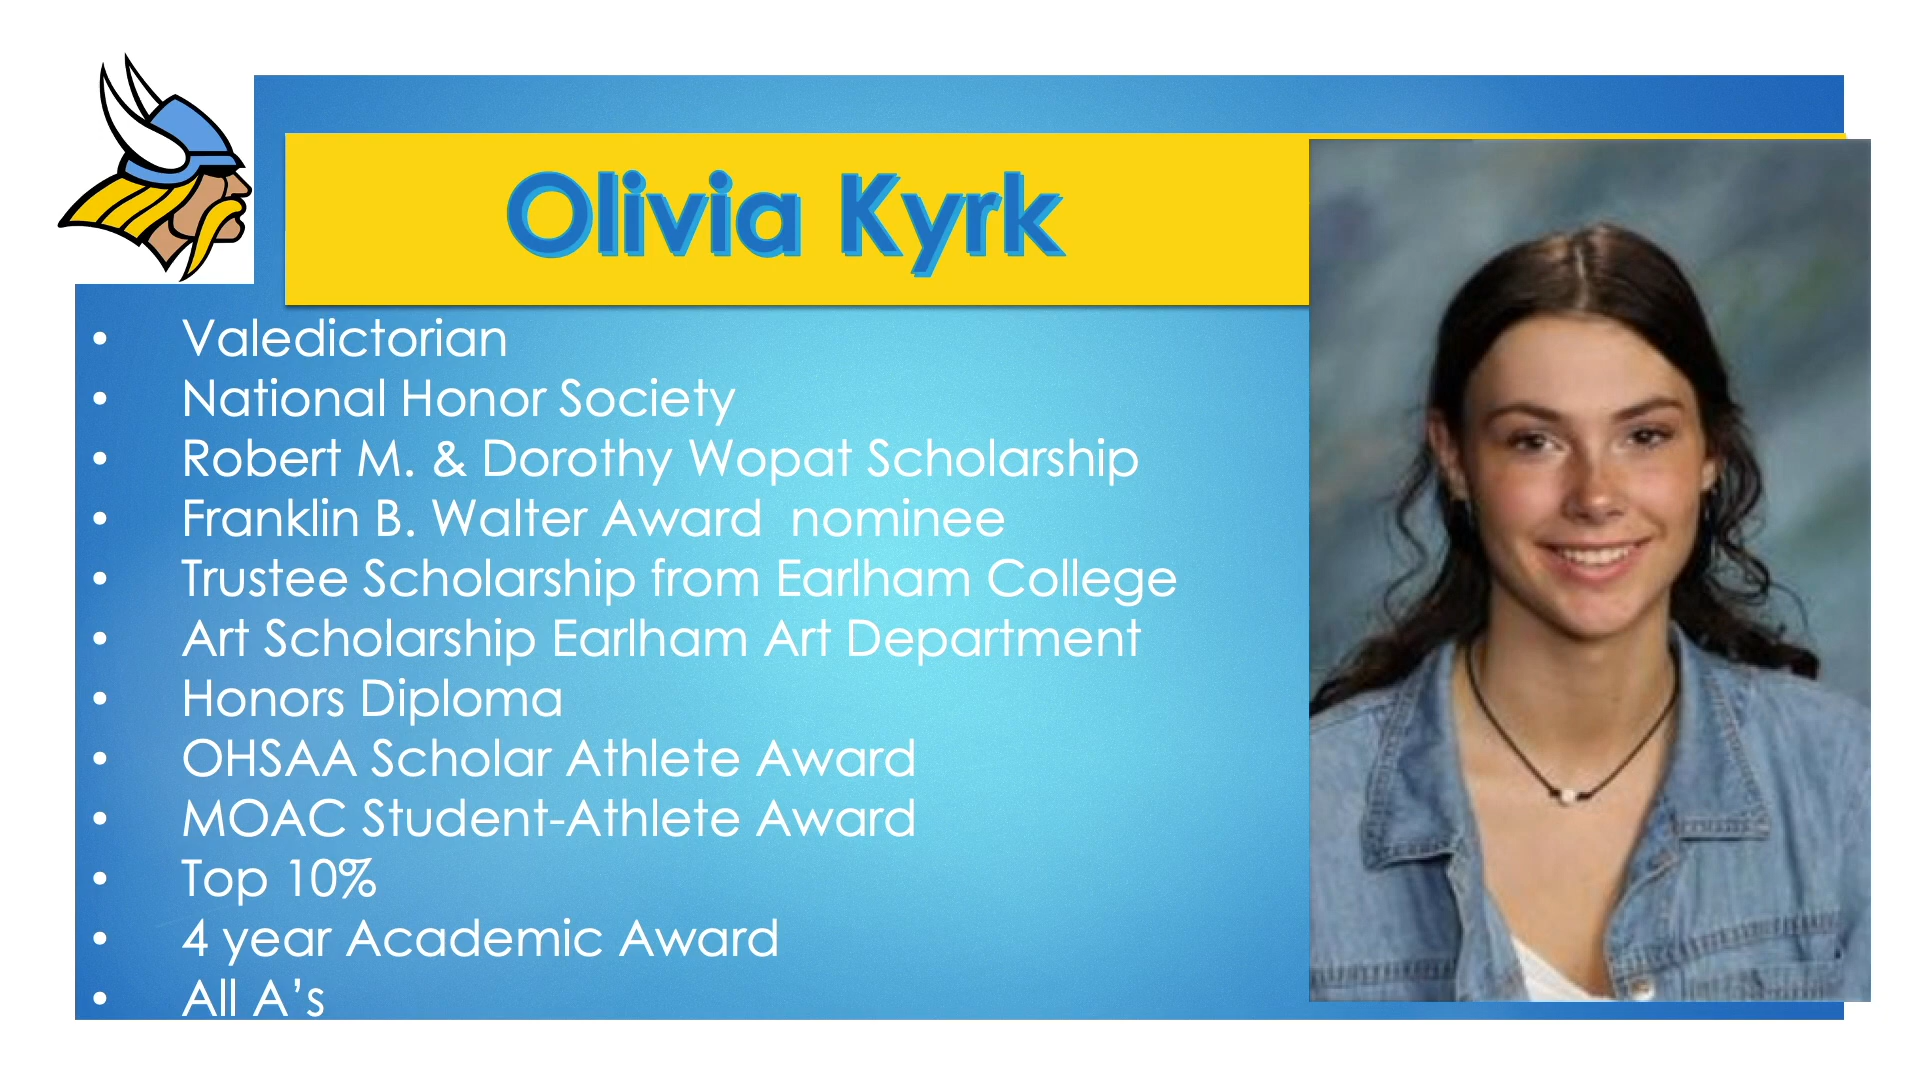 Olivia Kyrk
• Valedictorian
• National Honor Society
• Robert M. & Dorothy Wopat Scholarship
• Franklin B. Walter Award  nominee
• Trustee Scholarship from Earlham College
• Art Scholarship Earlham Art Department
• Honors Diploma
• OHSAA Scholar Athlete Award
• MOAC Student-Athlete Award
• Top 10%
• 4 year Academic Award
• All A’s